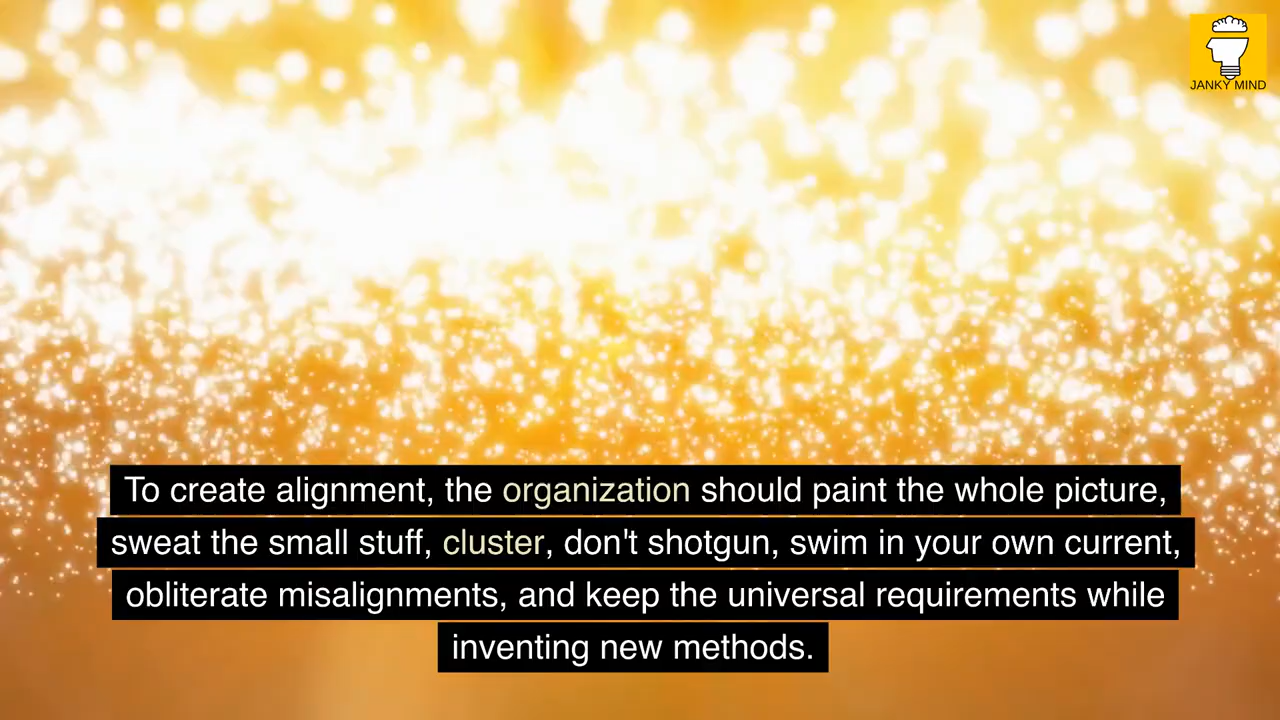 JANKY MIND
To create alignment, the organization should paint the whole picture,
sweat the small stuff, cluster, don't shotgun, swim in your own current,
obliterate misalignments, and keep the universal requirements while
inventing new methods.